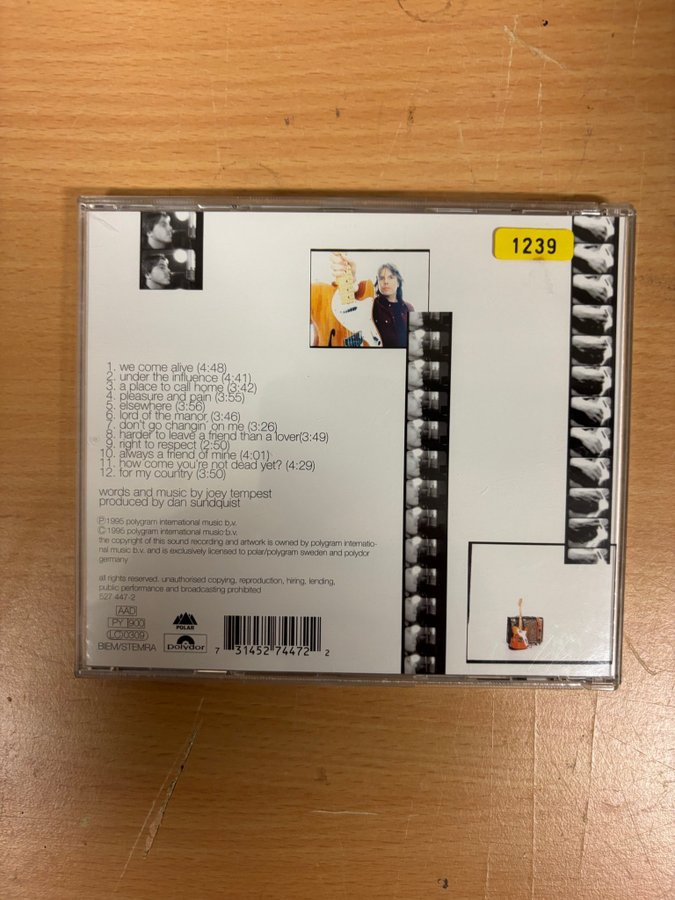 1239
1. we come alive (4:48)
2. under the influence (4:41)
3. a place to call home (3:42)
4. pleasure and pain (3:55)
5. elsewhere (3:56)
6. lord of the manor (3:46)
7. don't go changin' on me (3:26)
8. harder to leave a friend than a lover(3:49)
9. right to respect (2:50)
10. always a friend of mine (4:01)
11. how come you're not dead yet? (4:29)
12. for my country (3:50)
words and music by joey tempest
produced by dan sundquist
℗1995 polygram international music b.v.
©1995 polygram international music b.v.
the copyright of this sound recording and artwork is owned by polygram internatio-
nal music b.v. and is exclusively licensed to polar/polygram sweden and polydor
germany
all rights reserved. unauthorised copying, reproduction, hiring, lending,
public performance and broadcasting prohibited
527 447-2
AAD
PY 900
LC 0309
BIEM/STEMRA
POLAR
polydor
7 31452 74472 2